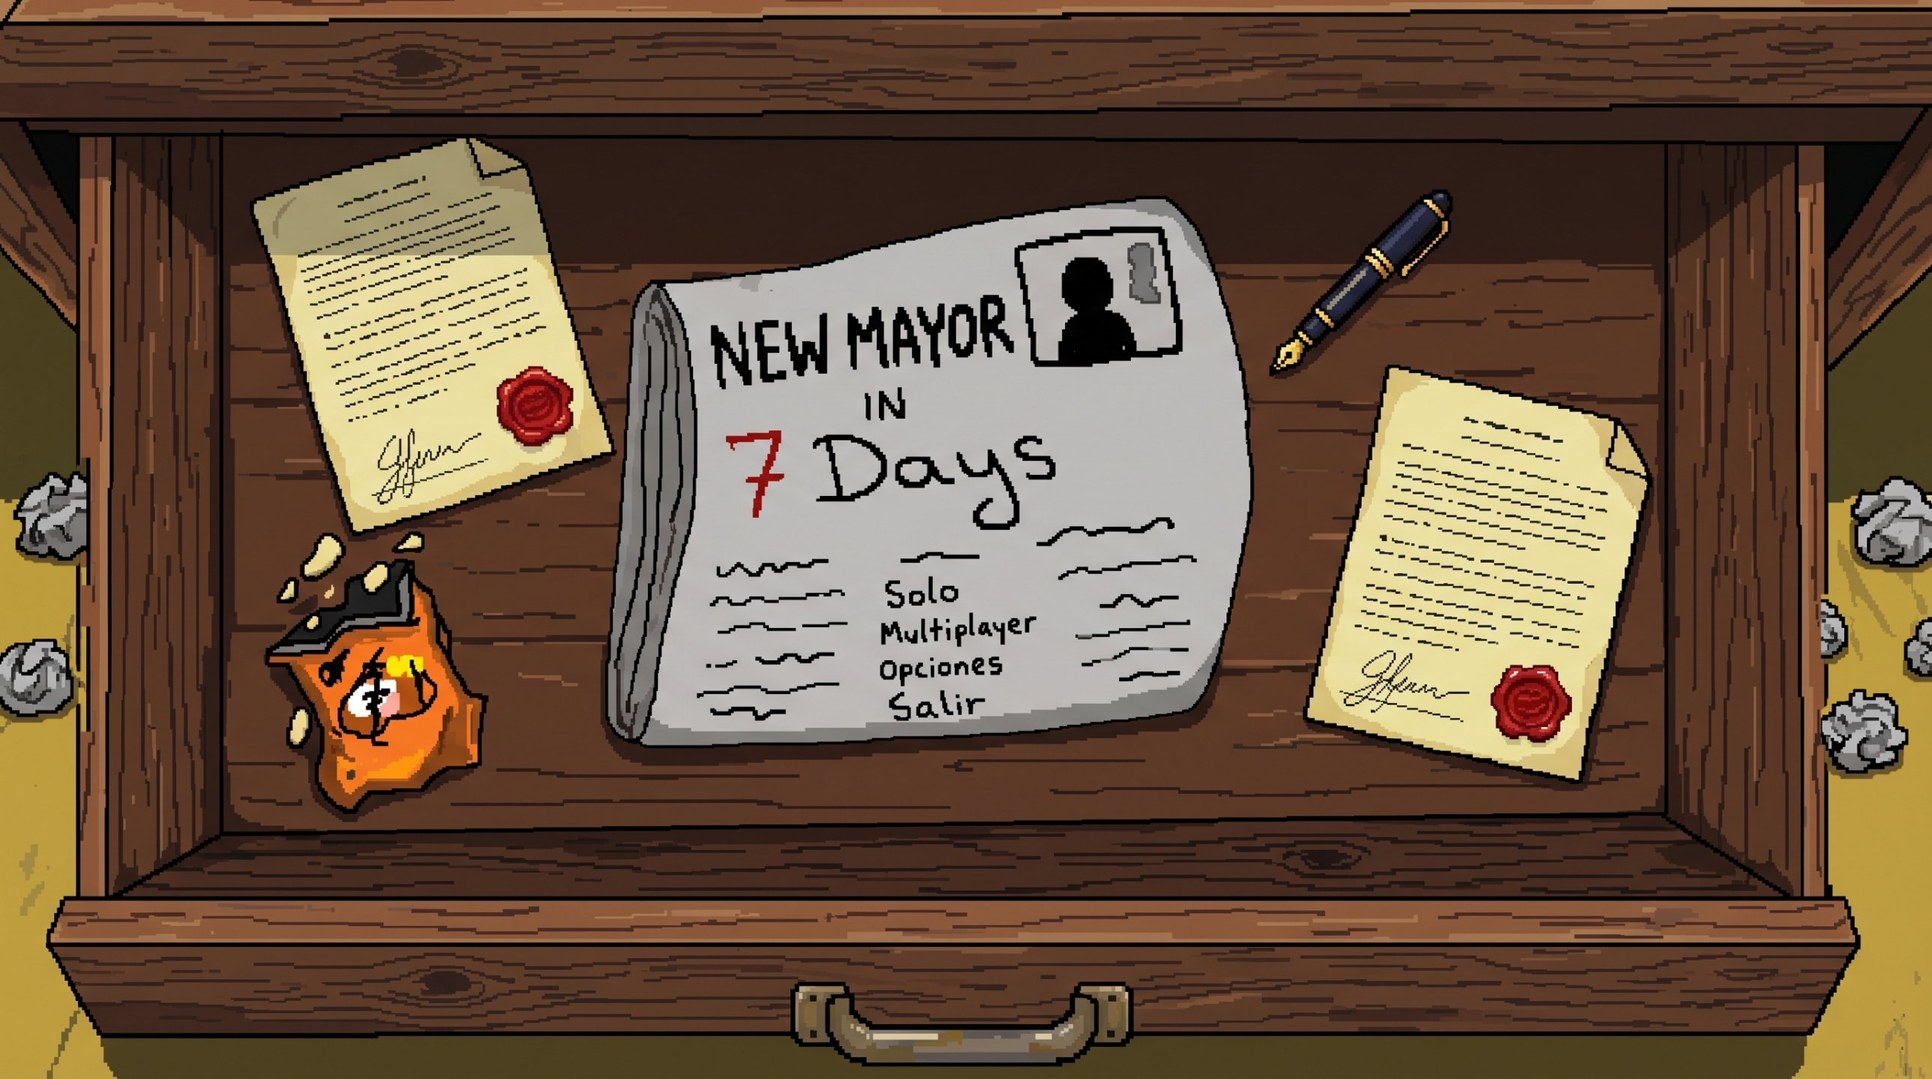 NEW MAYOR
IN
7 Days
Solo
Multiplayer
Opciones
Salir